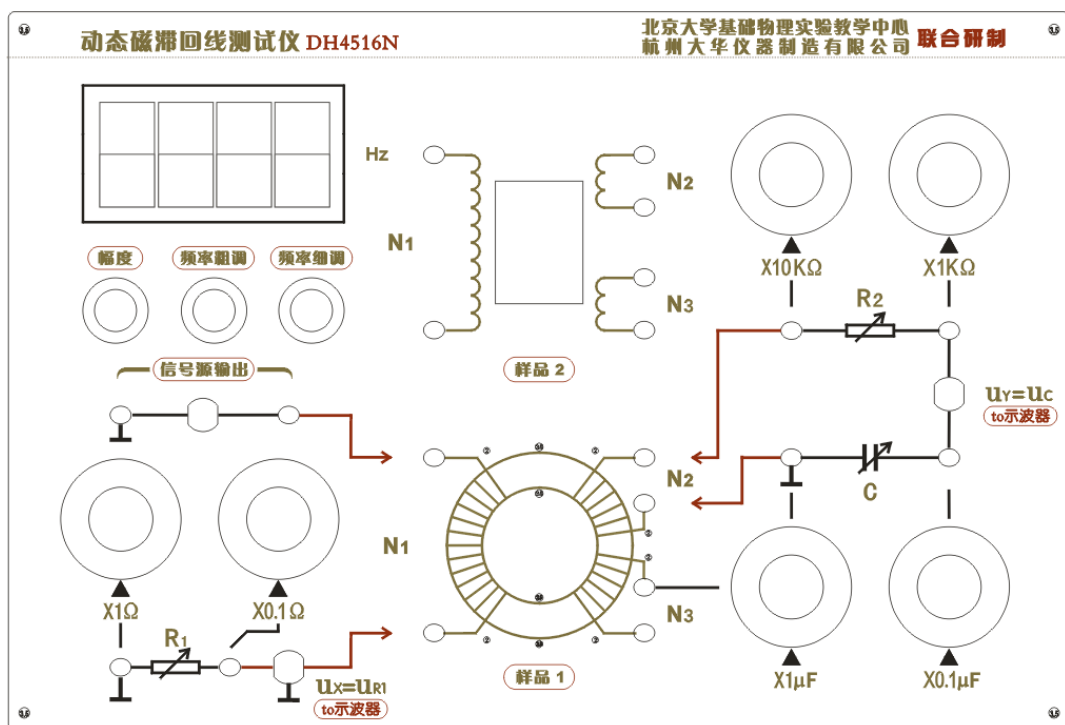 动态磁滞回线测试仪 DH4516N
北京大学基础物理实验教学中心
杭州大华仪器制造有限公司
联合研制
Hz
幅度
频率粗调
频率细调
信号源输出
N1
N2
N3
样品 2
X10KΩ
X1KΩ
R2
uY=uC
to示波器
C
N1
N2
N3
样品 1
X1Ω
X0.1Ω
R1
uX=uR1
to示波器
X1μF
X0.1μF